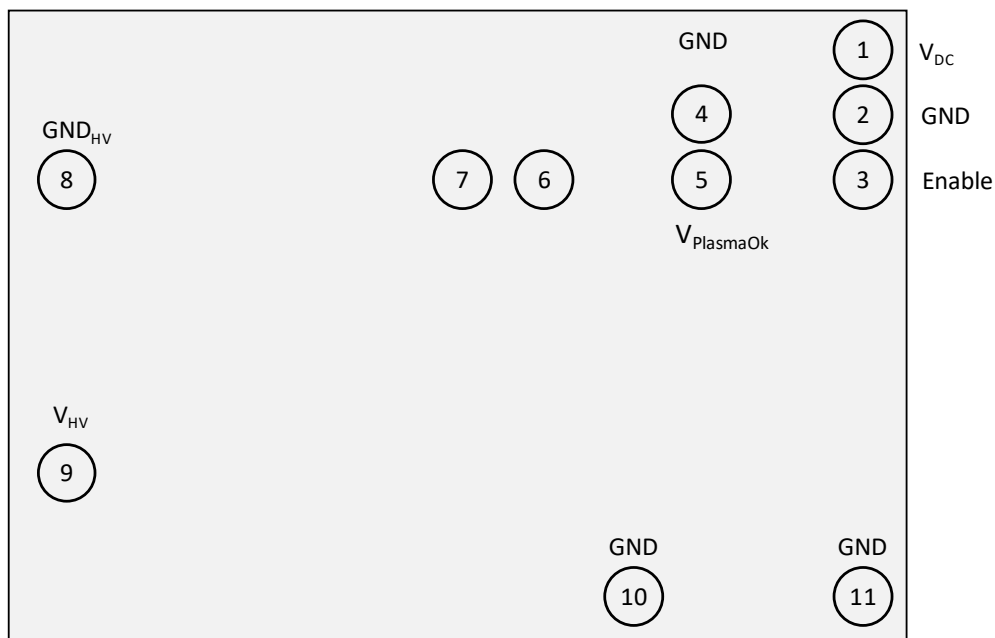 GND
1 V_DC
4 2 GND
GND_HV
8 7 6 5 3 Enable
V_PlasmaOk
V_HV
9
GND GND
10 11